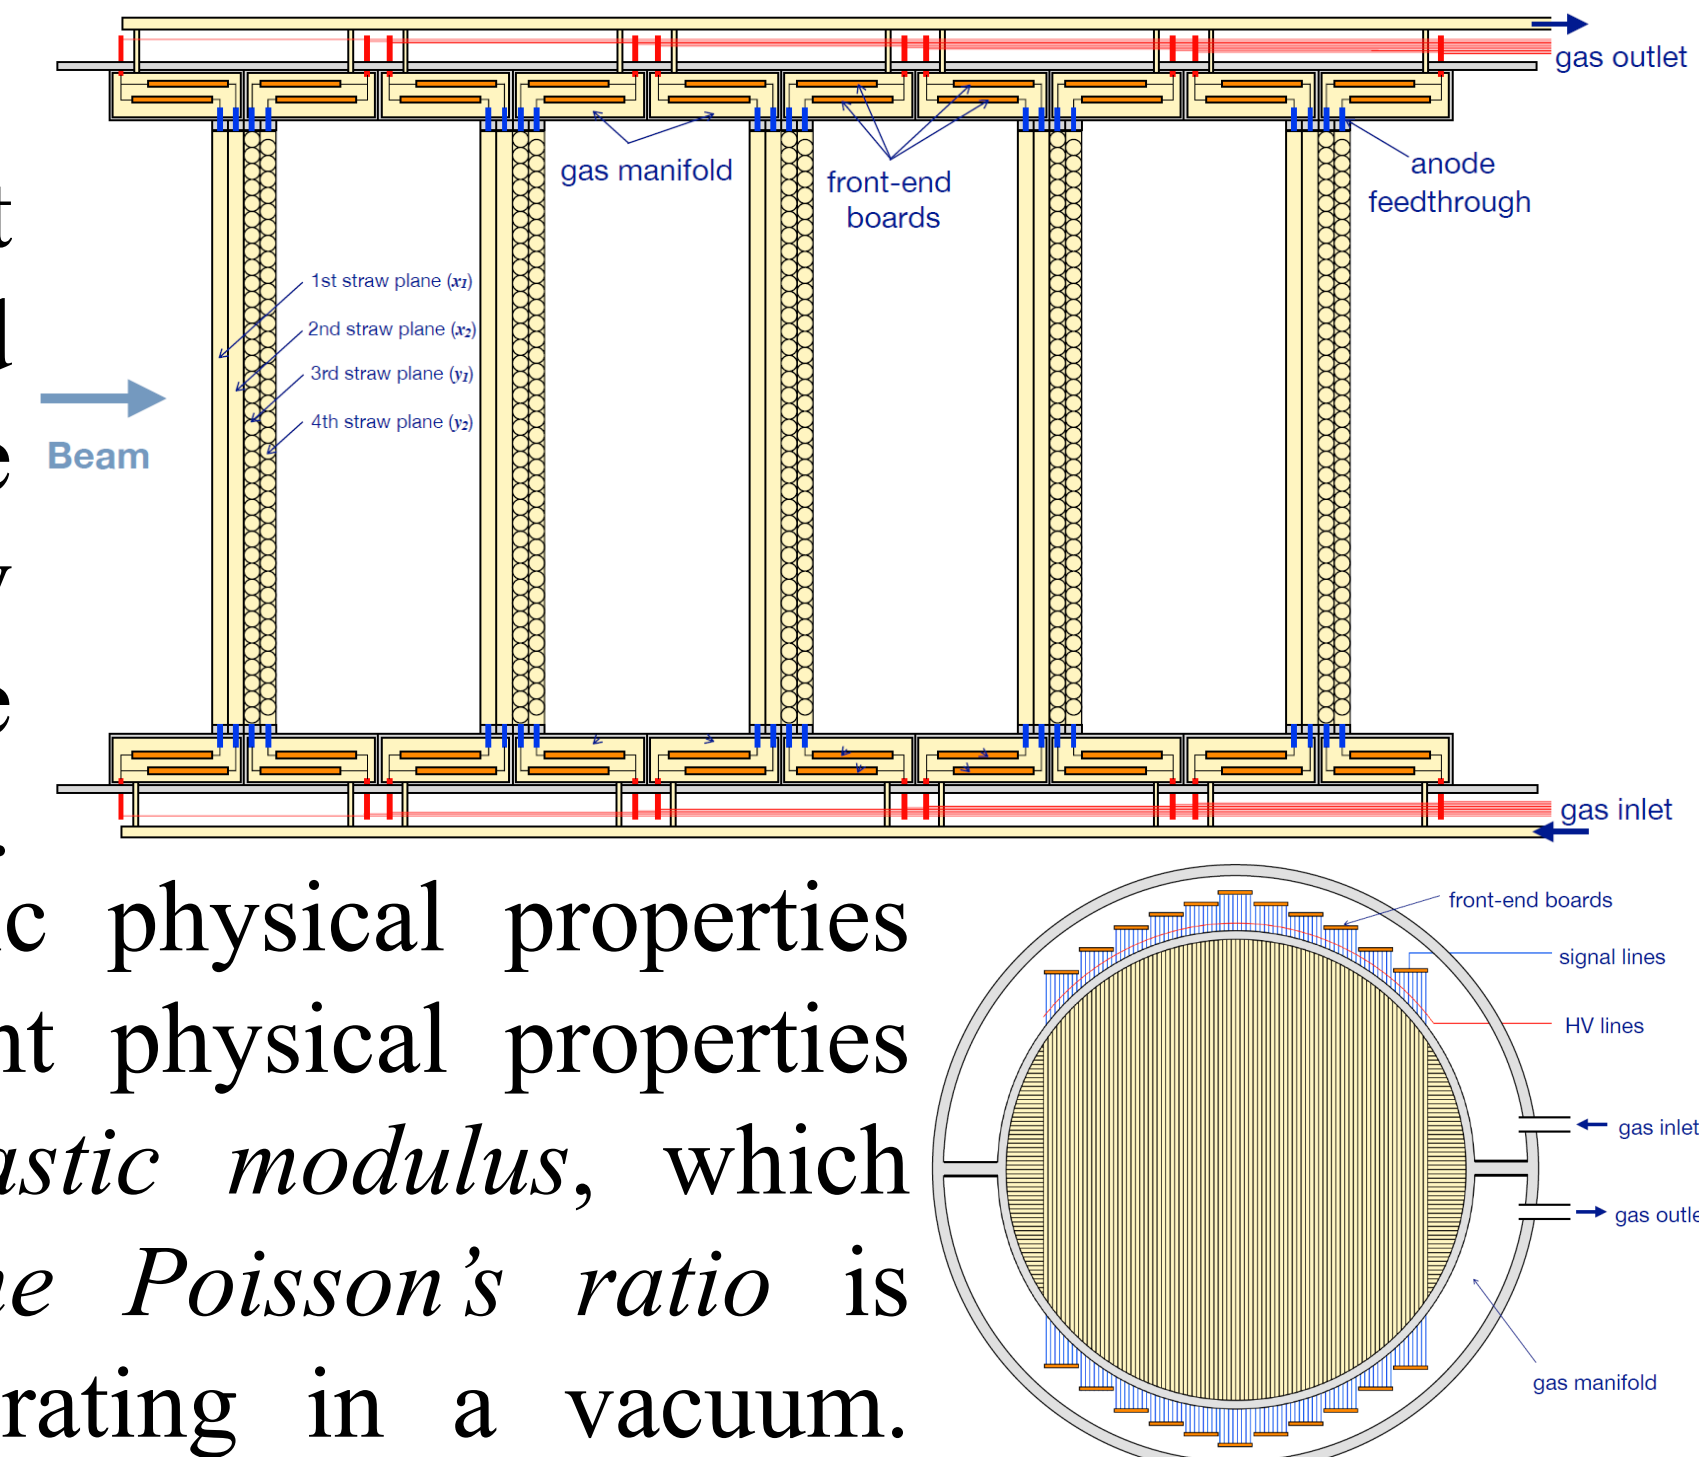 gas outlet
gas manifold
front-end
boards
anode
feedthrough
1st straw plane (x1)
2nd straw plane (x2)
3rd straw plane (y1)
4th straw plane (y2)
Beam
gas inlet
physical properties
physical properties
modulus, which
Poisson's ratio is
in a vacuum.
front-end boards
signal lines
HV lines
gas inlet
gas manifold